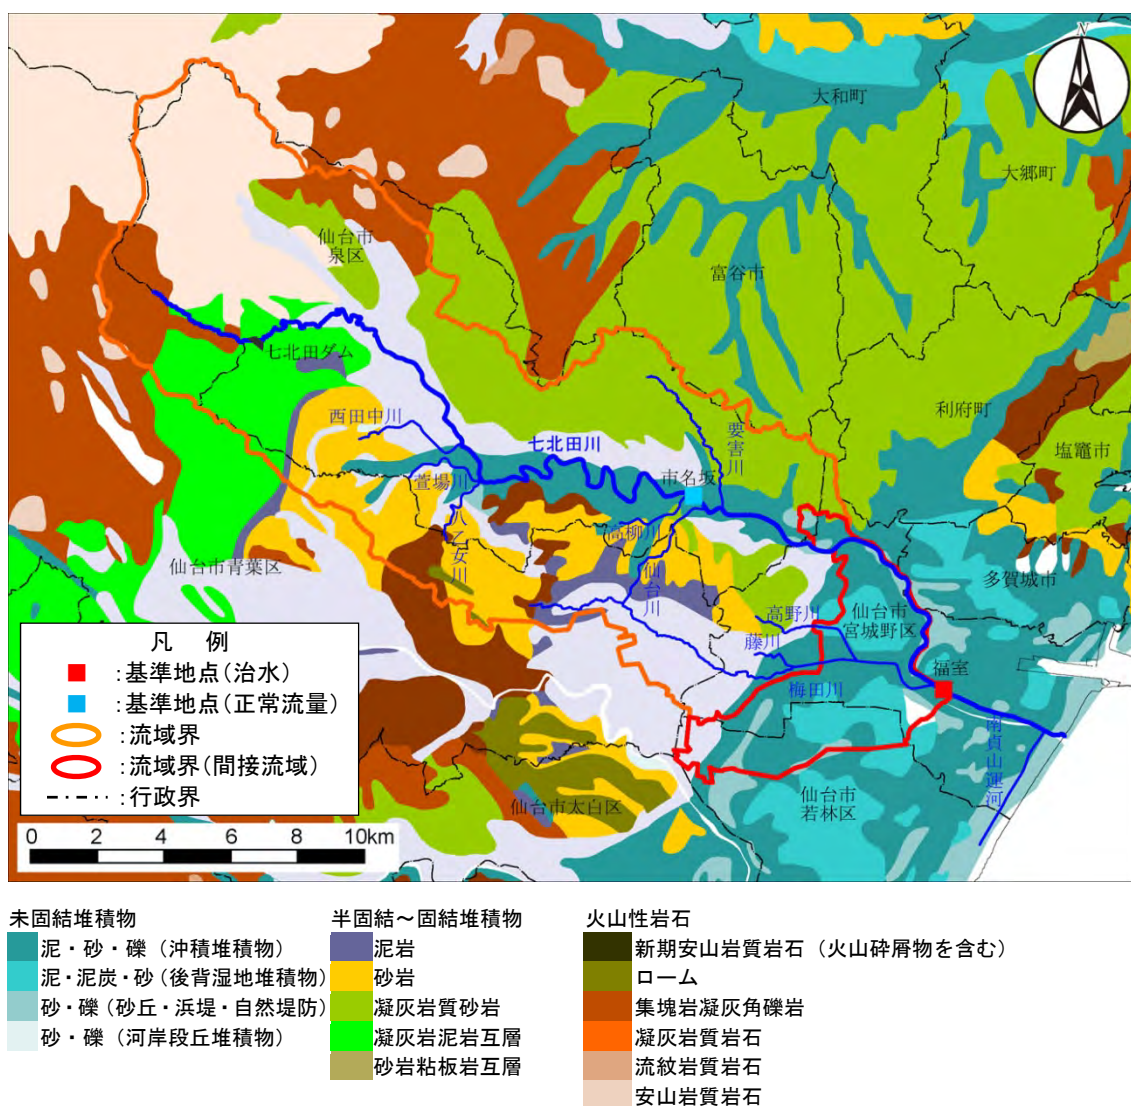 N
大和町
大郷町
仙台市
泉区
富谷市
七北田ダム
利府町
西田中川
要害川
七北田川
塩竈市
市名坂
萱場川
高柳川
八乙女川
仙台市青葉区
仙台川
多賀城市
高野川
仙台市
宮城野区
藤川
福室
梅田川
南貞山運河
仙台市
若林区
仙台市太白区
凡 例
:基準地点(治水)
:基準地点(正常流量)
:流域界
:流域界(間接流域)
:行政界
0 2 4 6 8 10km
未固結堆積物
泥・砂・礫（沖積堆積物）
泥・泥炭・砂（後背湿地堆積物）
砂・礫（砂丘・浜堤・自然堤防）
砂・礫（河岸段丘堆積物）
半固結～固結堆積物
泥岩
砂岩
凝灰岩質砂岩
凝灰岩泥岩互層
砂岩粘板岩互層
火山性岩石
新期安山岩質岩石（火山砕屑物を含む）
ローム
集塊岩凝灰角礫岩
凝灰岩質岩石
流紋岩質岩石
安山岩質岩石